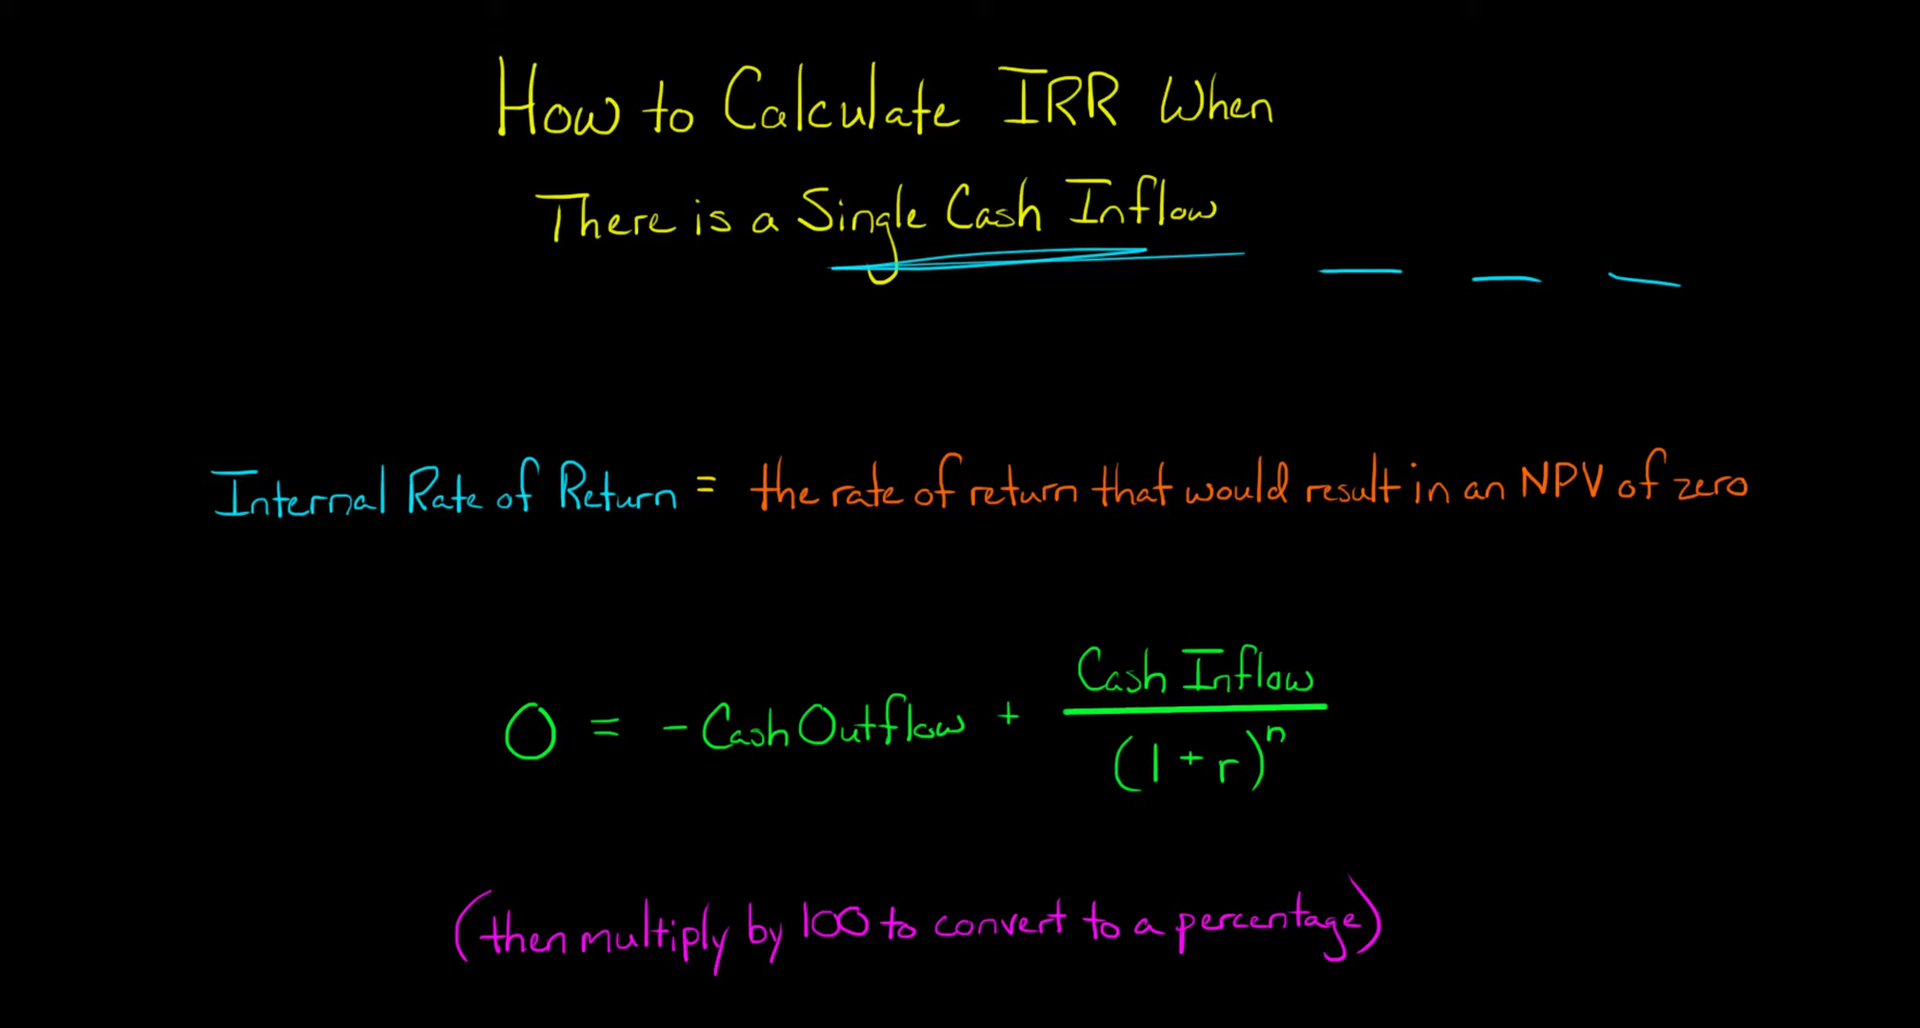 How to Calculate IRR When
There is a Single Cash Inflow
Internal Rate of Return = the rate of return that would result in an NPV of zero
0 = - Cash Outflow + Cash Inflow / (1 + r)^n
(then multiply by 100 to convert to a percentage)